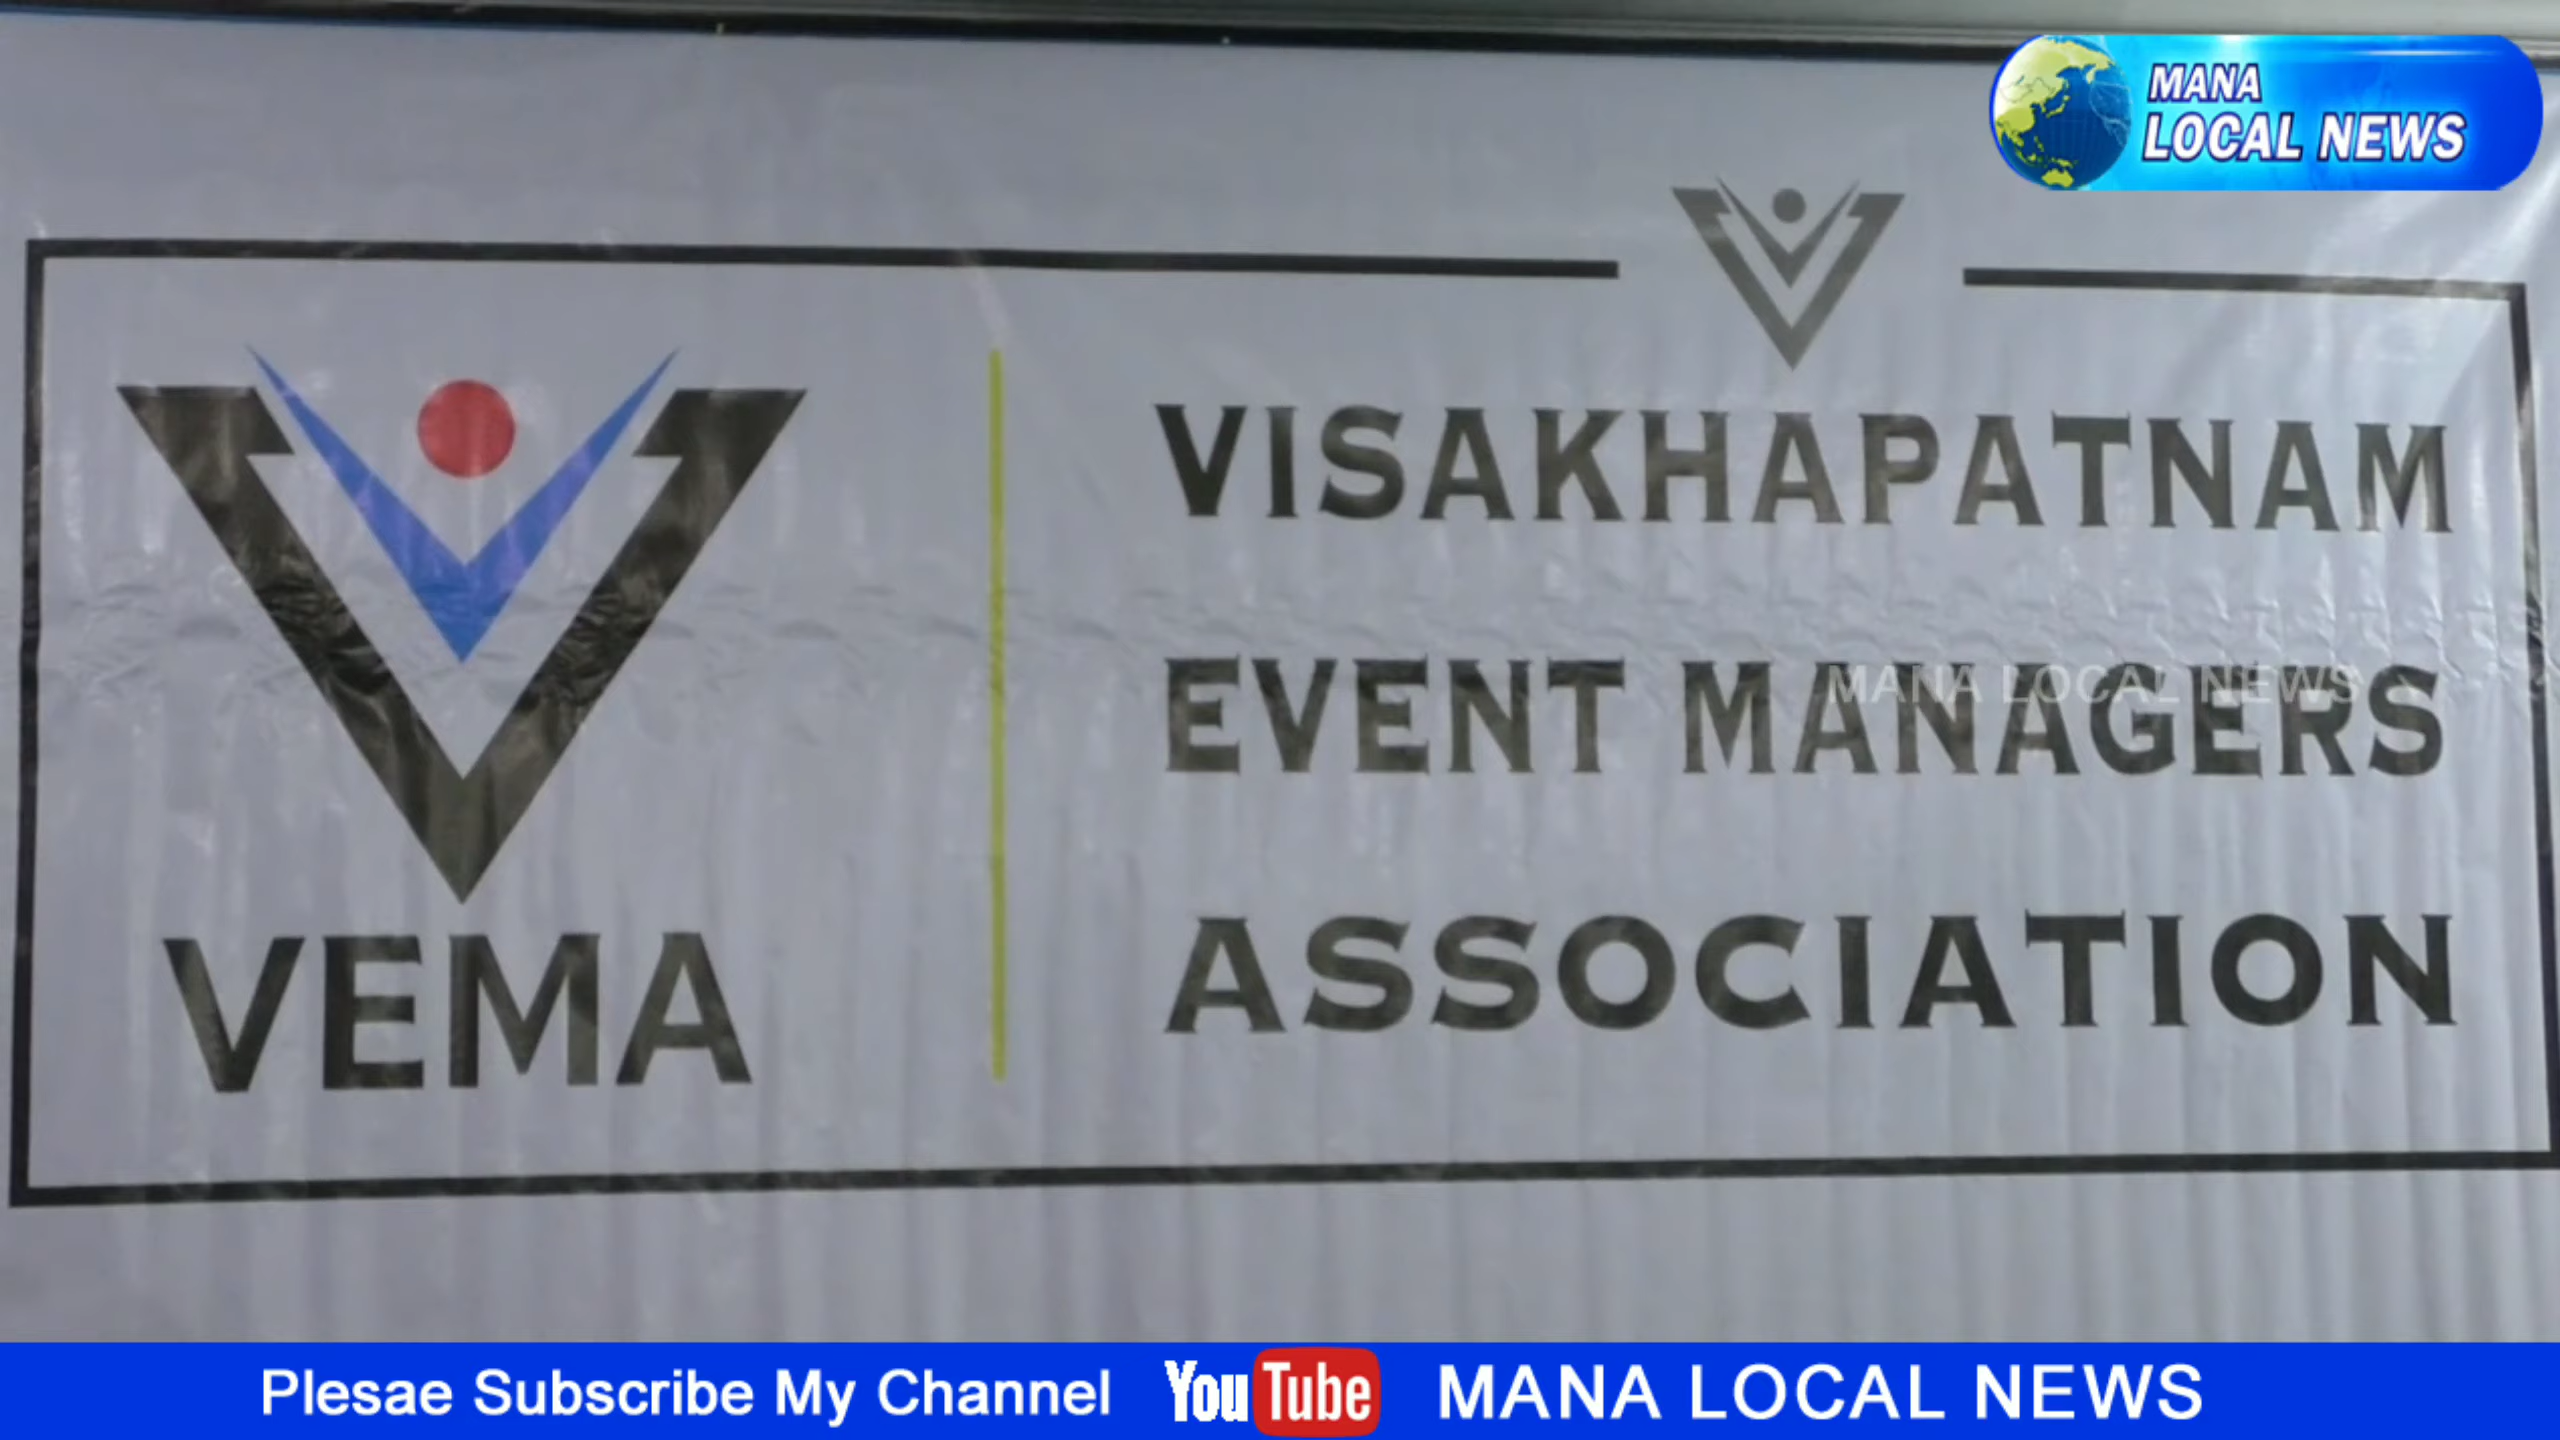 MANA
LOCAL NEWS
VISAKHAPATNAM
EVENT MANAGERS
MANA LOCAL NEWS
ASSOCIATION
VEMA
Plesae Subscribe My Channel YouTube MANA LOCAL NEWS